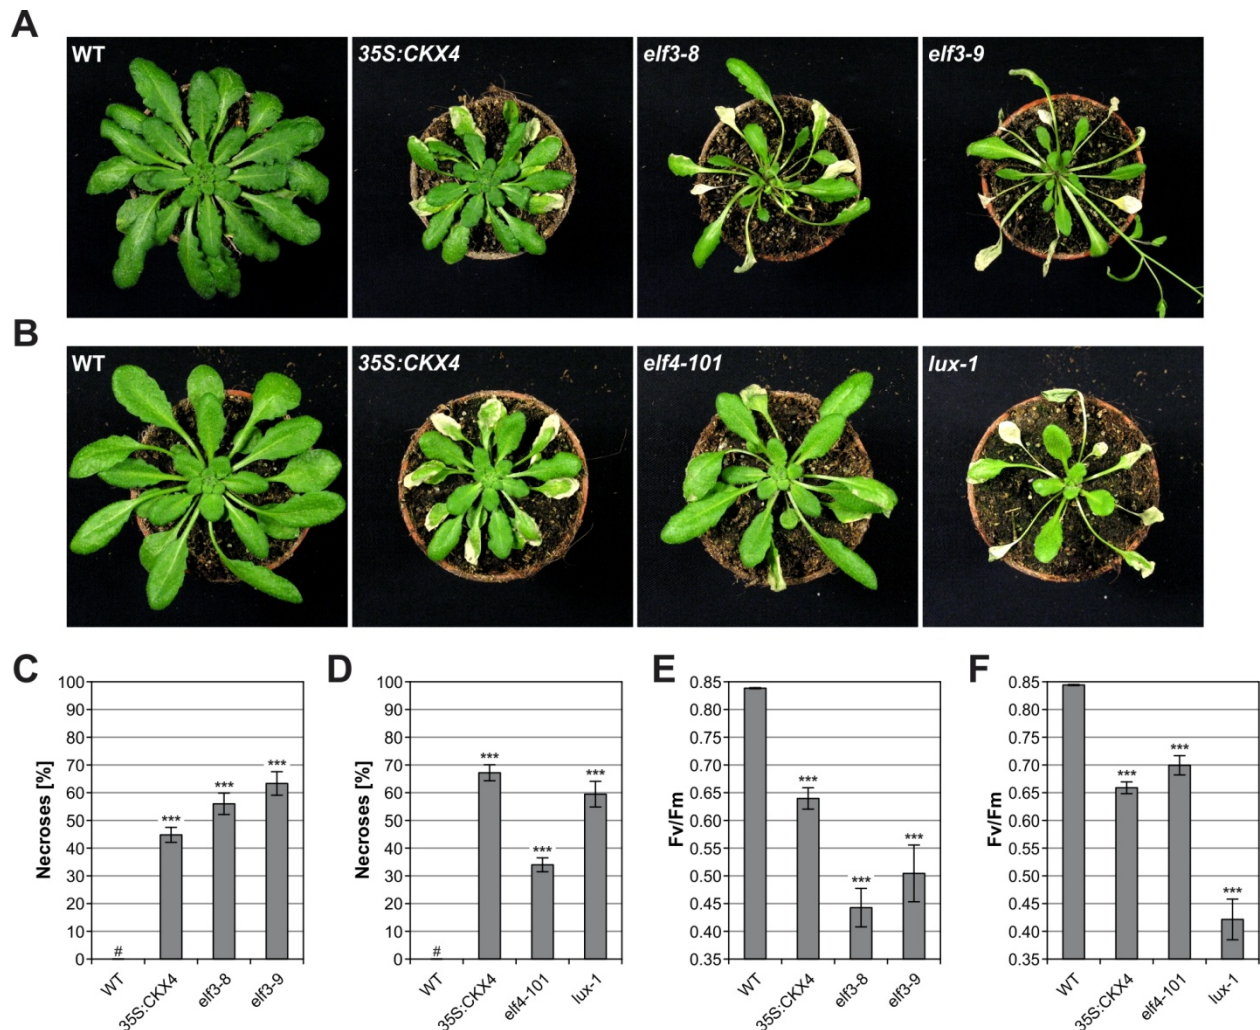 A
WT
35S:CKX4
elf3-8
elf3-9
B
WT
35S:CKX4
elf4-101
lux-1
C
Necroses [%]
100
90
80
70
60
50
40
30
20
10
0
#
***
***
***
WT
35S:CKX4
elf3-8
elf3-9
D
Necroses [%]
100
90
80
70
60
50
40
30
20
10
0
#
***
***
***
WT
35S:CKX4
elf4-101
lux-1
E
Fv/Fm
0.85
0.80
0.75
0.70
0.65
0.60
0.55
0.50
0.45
0.40
0.35
***
***
***
WT
35S:CKX4
elf3-8
elf3-9
F
Fv/Fm
0.85
0.80
0.75
0.70
0.65
0.60
0.55
0.50
0.45
0.40
0.35
***
***
***
WT
35S:CKX4
elf4-101
lux-1